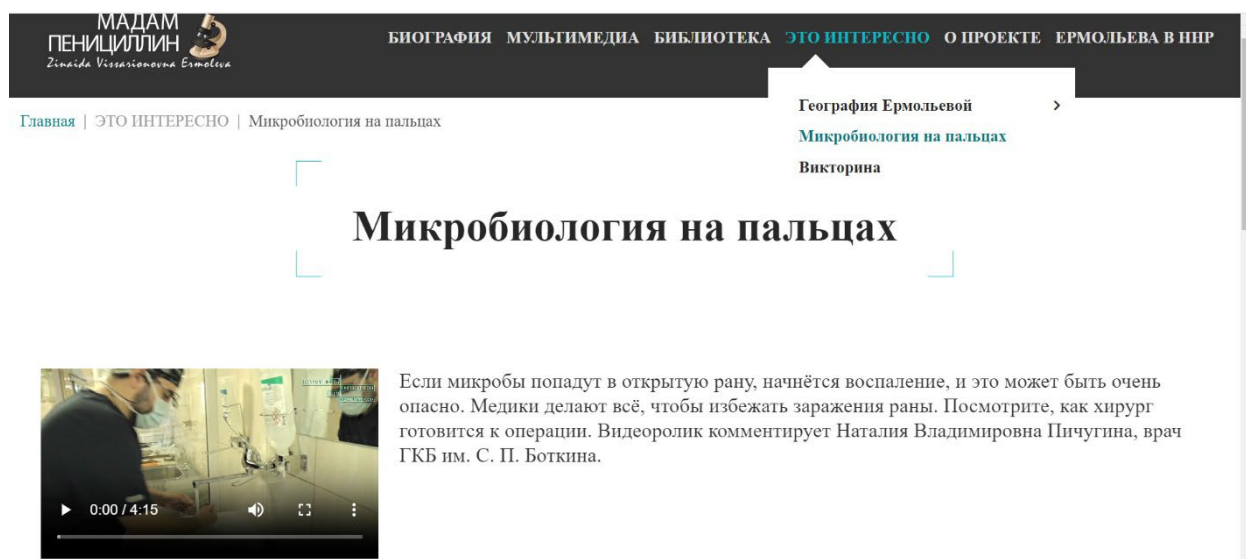 МАДАМ
ПЕНИЦИЛЛИН
Zinaida Vissarionovna Ermoleva
БИОГРАФИЯ МУЛЬТИМЕДИА БИБЛИОТЕКА ЭТО ИНТЕРЕСНО О ПРОЕКТЕ ЕРМОЛЬЕВА В ННР
География Ермольевой
Микробиология на пальцах
Викторина
Главная | ЭТО ИНТЕРЕСНО | Микробиология на пальцах
Микробиология на пальцах
Если микробы попадут в открытую рану, начнётся воспаление, и это может быть очень
опасно. Медики делают всё, чтобы избежать заражения раны. Посмотрите, как хирург
готовится к операции. Видеоролик комментирует Наталия Владимировна Пичугина, врач
ГКБ им. С. П. Боткина.
0:00 / 4:15